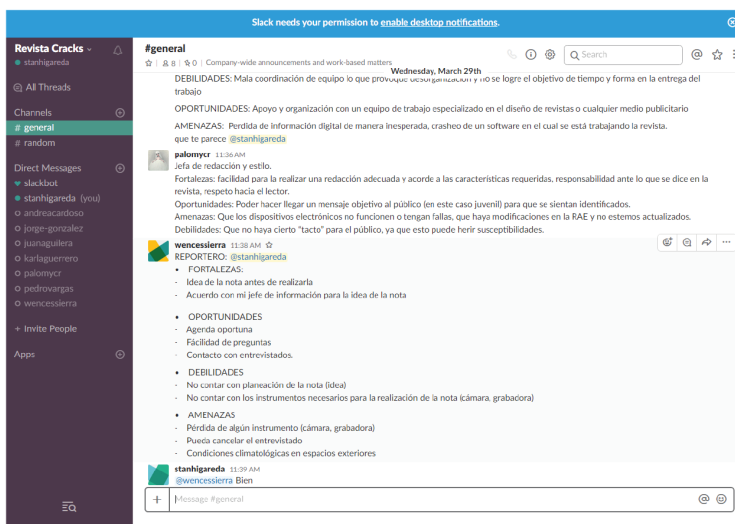 Slack needs your permission to enable desktop notifications.
Revista Cracks
stanhigareda
All Threads
Channels
# general
# random
Direct Messages
slackbot
stanhigareda (you)
andreacardoso
jorge-gonzalez
juanaguilera
karlaguerrero
palomycr
pedrovargas
wencessierra
+ Invite People
Apps
#general
8 | 0 | Company-wide announcements and work-based matters
Search
Wednesday, March 29th
DEBILIDADES: Mala coordinación de equipo lo que provoque desorganización y no se logre el objetivo de tiempo y forma en la entrega del
trabajo
OPORTUNIDADES: Apoyo y organización con un equipo de trabajo especializado en el diseño de revistas o cualquier medio publicitario
AMENAZAS: Perdida de información digital de manera inesperada, crasheo de un software en el cual se está trabajando la revista.
que te parece @stanhigareda
palomycr 11:36 AM
Jefa de redacción y estilo.
Fortalezas: facilidad para la realizar una redacción adecuada y acorde a las características requeridas, responsabilidad ante lo que se dice en la
revista, respeto hacia el lector.
Oportunidades: Poder hacer llegar un mensaje objetivo al público (en este caso juvenil) para que se sientan identificados.
Amenazas: Que los dispositivos electrónicos no funcionen o tengan fallas, que haya modificaciones en la RAE y no estemos actualizados.
Debilidades: Que no haya cierto "tacto" para el público, ya que esto puede herir susceptibilidades.
wencessierra 11:38 AM
REPORTERO: @stanhigareda
• FORTALEZAS:
- Idea de la nota antes de realizarla
- Acuerdo con mi jefe de información para la idea de la nota
• OPORTUNIDADES
- Agenda oportuna
- Fácilidad de preguntas
- Contacto con entrevistados.
• DEBILIDADES
- No contar con planeación de la nota (idea)
- No contar con los instrumentos necesarios para la realización de la nota (cámara, grabadora)
• AMENAZAS
- Pérdida de algún instrumento (cámara, grabadora)
- Pueda cancelar el entrevistado
- Condiciones climatológicas en espacios exteriores
stanhigareda 11:39 AM
@wencessierra Bien
Message #general